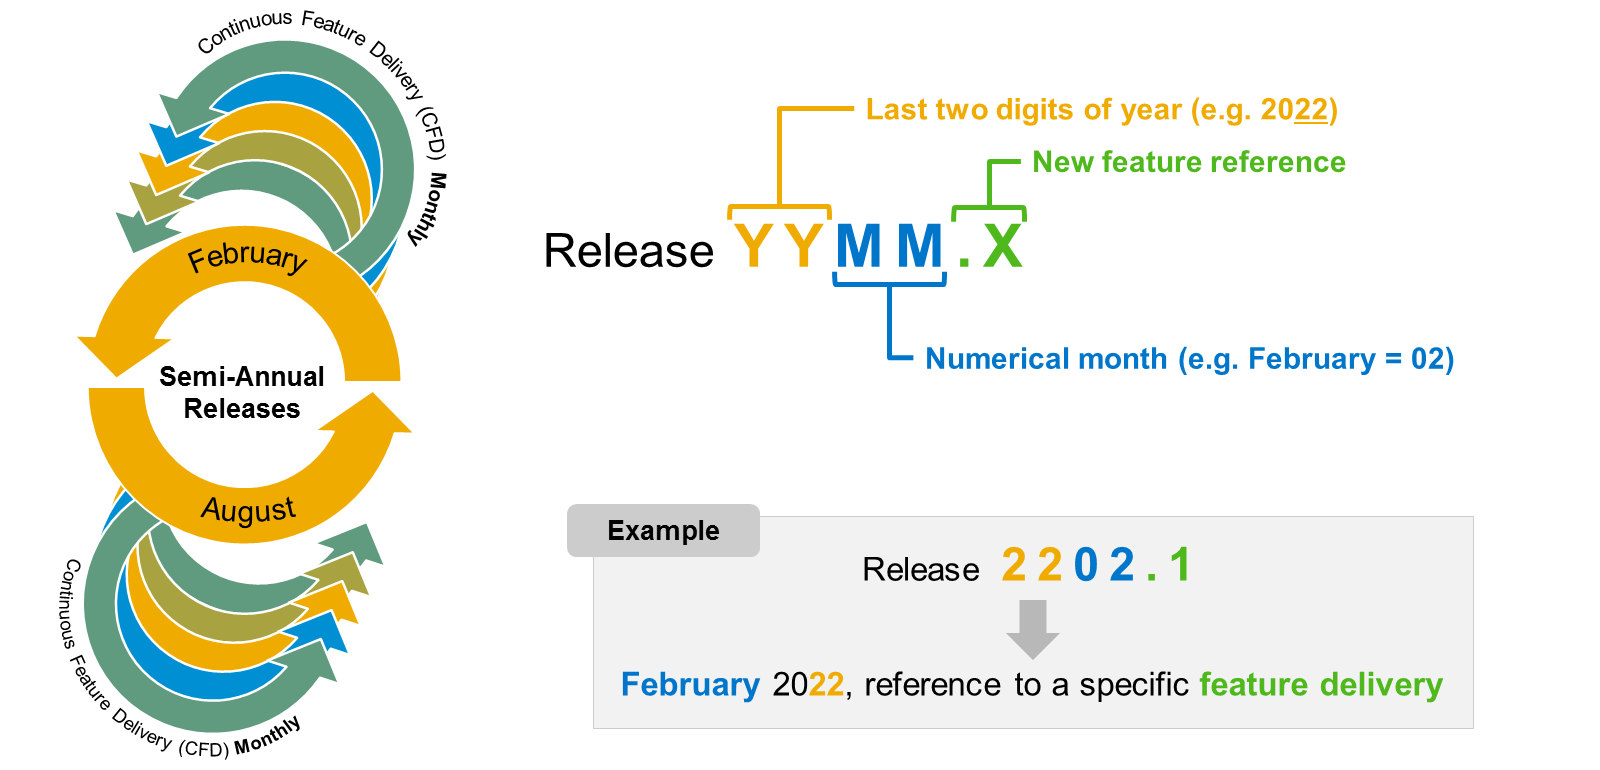 Continuous Feature Delivery (CFD) Monthly
February
Semi-Annual
Releases
August
Continuous Feature Delivery (CFD) Monthly
Last two digits of year (e.g. 2022)
New feature reference
Release YYMM.X
Numerical month (e.g. February = 02)
Example
Release 2202.1
February 2022, reference to a specific feature delivery